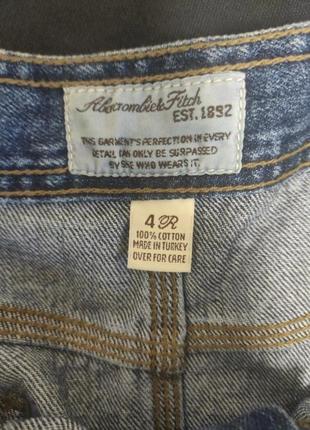 Abercrombie & Fitch
EST. 1892
THIS GARMENT'S PERFECTION IN EVERY
DETAIL CAN ONLY BE SURPASSED
BY SHE WHO WEARS IT.
4 R
100% COTTON
MADE IN TURKEY
OVER FOR CARE